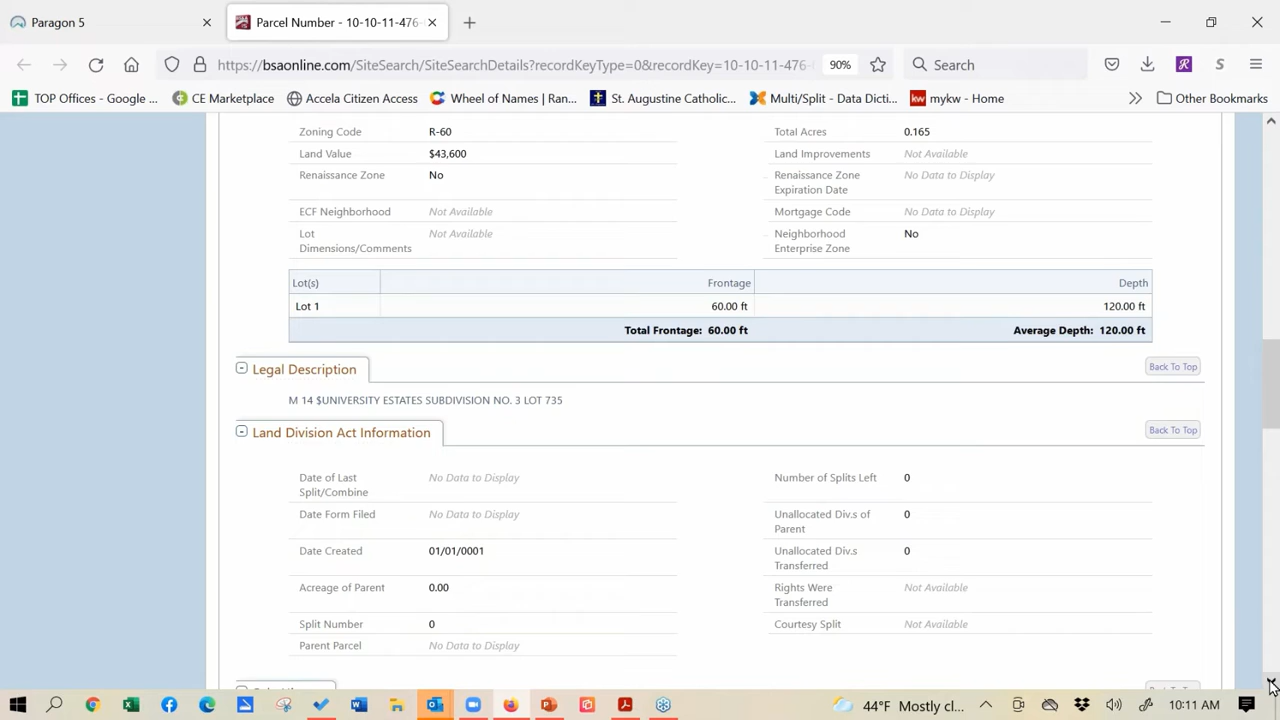 Paragon 5
Parcel Number - 10-10-11-476-
https://bsaonline.com/SiteSearch/SiteSearchDetails?recordKeyType=0&recordKey=10-10-11-476-
90%
Search
TOP Offices - Google ...
CE Marketplace
Accela Citizen Access
Wheel of Names | Ran...
St. Augustine Catholic...
Multi/Split - Data Dicti...
kw mykw - Home
Other Bookmarks
Zoning Code R-60 Total Acres 0.165
Land Value $43,600 Land Improvements Not Available
Renaissance Zone No Renaissance Zone No Data to Display
Expiration Date
ECF Neighborhood Not Available Mortgage Code No Data to Display
Lot Not Available Neighborhood No
Dimensions/Comments Enterprise Zone
Lot(s) Frontage Depth
Lot 1 60.00 ft 120.00 ft
Total Frontage: 60.00 ft Average Depth: 120.00 ft
Legal Description Back To Top
M 14 $UNIVERSITY ESTATES SUBDIVISION NO. 3 LOT 735
Land Division Act Information Back To Top
Date of Last No Data to Display Number of Splits Left 0
Split/Combine
Date Form Filed No Data to Display Unallocated Div.s of 0
Parent
Date Created 01/01/0001 Unallocated Div.s 0
Transferred
Acreage of Parent 0.00 Rights Were Not Available
Transferred
Split Number 0 Courtesy Split Not Available
Parent Parcel No Data to Display
44°F Mostly cl...
10:11 AM